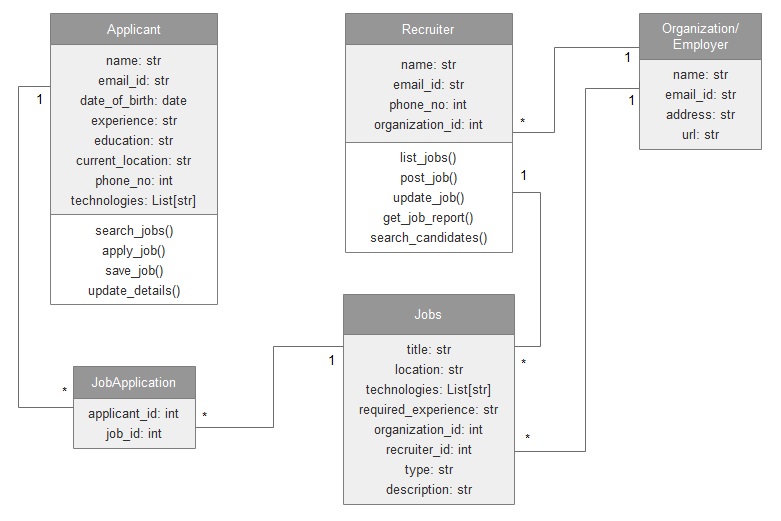 Applicant
name: str
email_id: str
date_of_birth: date
experience: str
education: str
current_location: str
phone_no: int
technologies: List[str]
search_jobs()
apply_job()
save_job()
update_details()
1
*
JobApplication
applicant_id: int
job_id: int
*
Recruiter
name: str
email_id: str
phone_no: int
organization_id: int
list_jobs()
post_job()
update_job()
get_job_report()
search_candidates()
*
1
Organization/
Employer
name: str
email_id: str
address: str
url: str
1
1
Jobs
title: str
location: str
technologies: List[str]
required_experience: str
organization_id: int
recruiter_id: int
type: str
description: str
1
*
*